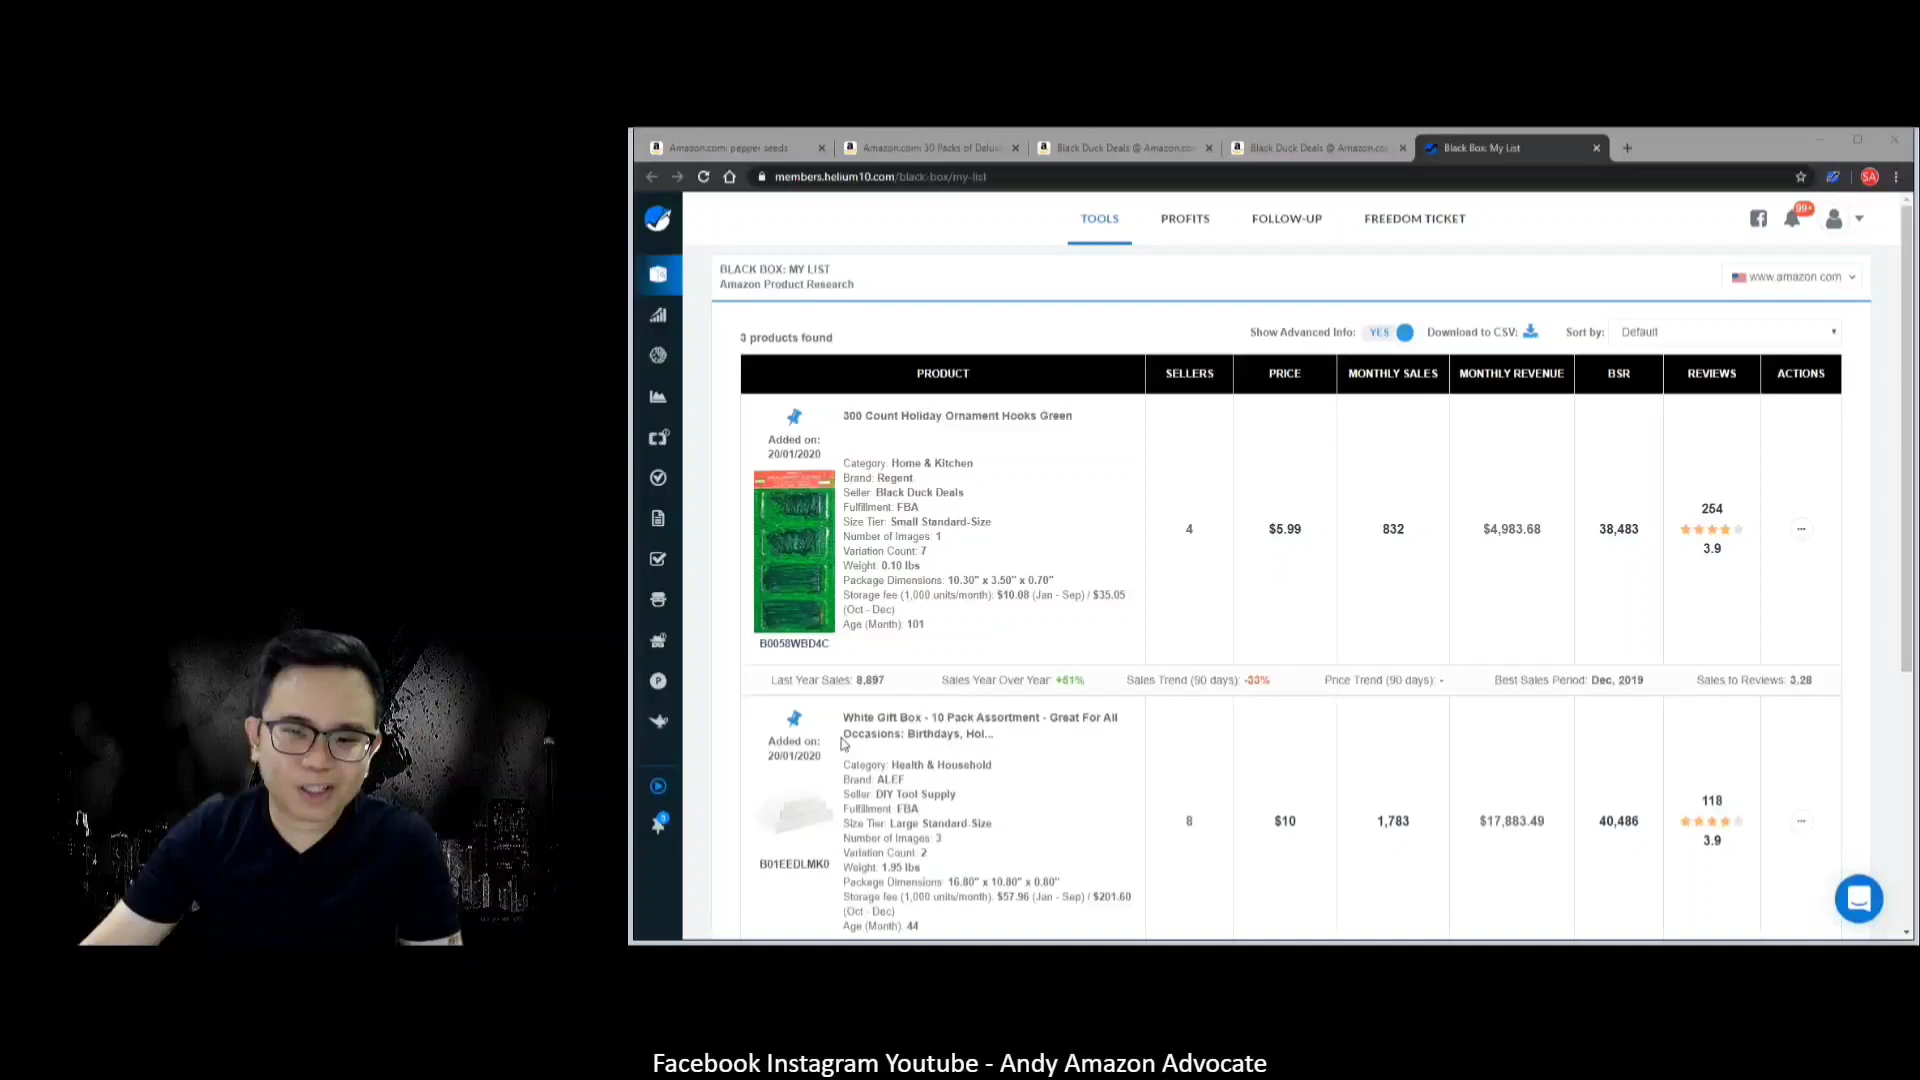 Amazon.com: pepper seeds
Amazon.com: 30 Packs of Delux
Black Duck Deals @ Amazon.co
Black Duck Deals @ Amazon.co
Black Box: My List
members.helium10.com/black-box/my-list
SA
TOOLS
PROFITS
FOLLOW-UP
FREEDOM TICKET
99+
BLACK BOX: MY LIST
Amazon Product Research
www.amazon.com
3 products found
Show Advanced Info: YES
Download to CSV:
Sort by: Default
PRODUCT
SELLERS
PRICE
MONTHLY SALES
MONTHLY REVENUE
BSR
REVIEWS
ACTIONS
Added on:
20/01/2020
B0058WBD4C
300 Count Holiday Ornament Hooks Green
Category: Home & Kitchen
Brand: Regent
Seller: Black Duck Deals
Fulfillment: FBA
Size Tier: Small Standard-Size
Number of Images: 1
Variation Count: 7
Weight: 0.10 lbs
Package Dimensions: 10.30" x 3.50" x 0.70"
Storage fee (1,000 units/month): $10.08 (Jan - Sep) / $35.05
(Oct - Dec)
Age (Month): 101
4
$5.99
832
$4,983.68
38,483
254
3.9
Last Year Sales: 8,897
Sales Year Over Year: +61%
Sales Trend (90 days): -33%
Price Trend (90 days): -
Best Sales Period: Dec, 2019
Sales to Reviews: 3.28
Added on:
20/01/2020
B01EEDLMK0
White Gift Box - 10 Pack Assortment - Great For All
Occasions: Birthdays, Hol...
Category: Health & Household
Brand: ALEF
Seller: DIY Tool Supply
Fulfillment: FBA
Size Tier: Large Standard-Size
Number of Images: 3
Variation Count: 2
Weight: 1.95 lbs
Package Dimensions: 16.80" x 10.80" x 0.80"
Storage fee (1,000 units/month): $57.96 (Jan - Sep) / $201.60
(Oct - Dec)
Age (Month): 44
8
$10
1,783
$17,883.49
40,486
118
3.9
Facebook Instagram Youtube - Andy Amazon Advocate